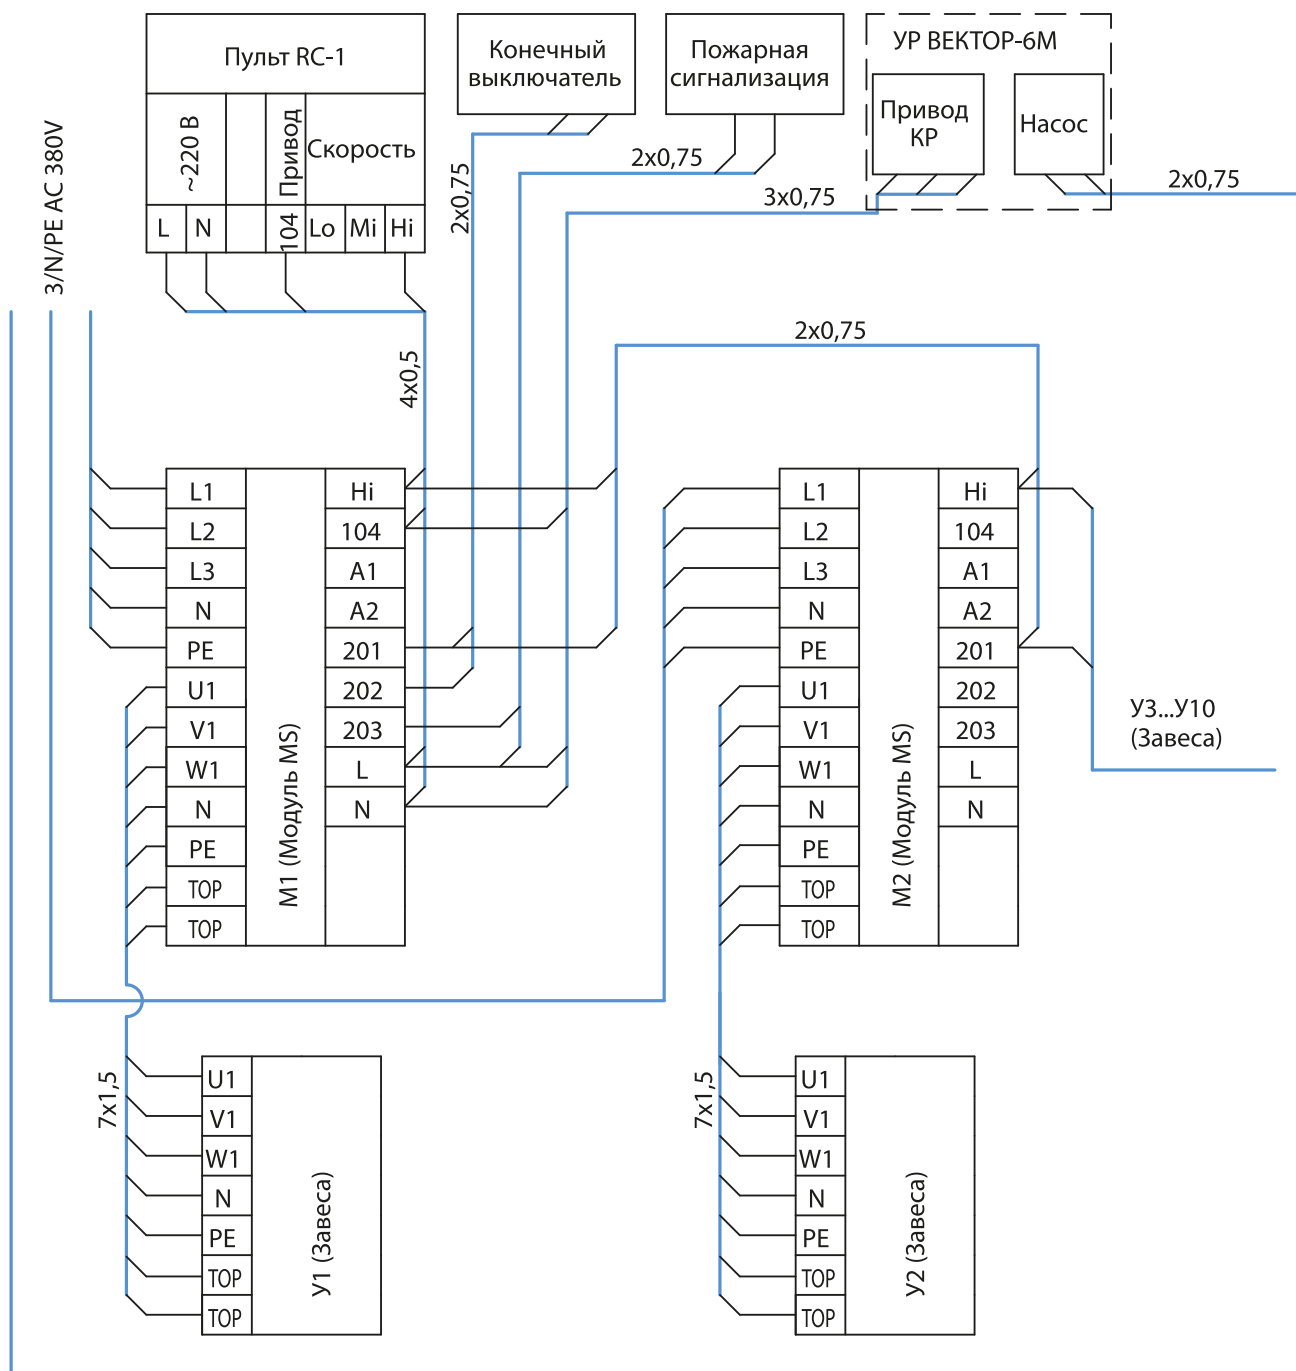 Пульт RC-1
~220 В
Привод
Скорость
L
N
104
Lo
Mi
Hi
Конечный
выключатель
Пожарная
сигнализация
УР ВЕКТОР-6М
Привод
КР
Насос
3/N/PE AC 380V
2x0,75
2x0,75
3x0,75
2x0,75
4x0,5
2x0,75
L1
L2
L3
N
PE
U1
V1
W1
N
PE
TOP
TOP
М1 (Модуль MS)
Hi
104
A1
A2
201
202
203
L
N
L1
L2
L3
N
PE
U1
V1
W1
N
PE
TOP
TOP
М2 (Модуль MS)
Hi
104
A1
A2
201
202
203
L
N
У3...У10
(Завеса)
7x1,5
U1
V1
W1
N
PE
TOP
TOP
У1 (Завеса)
7x1,5
U1
V1
W1
N
PE
TOP
TOP
У2 (Завеса)